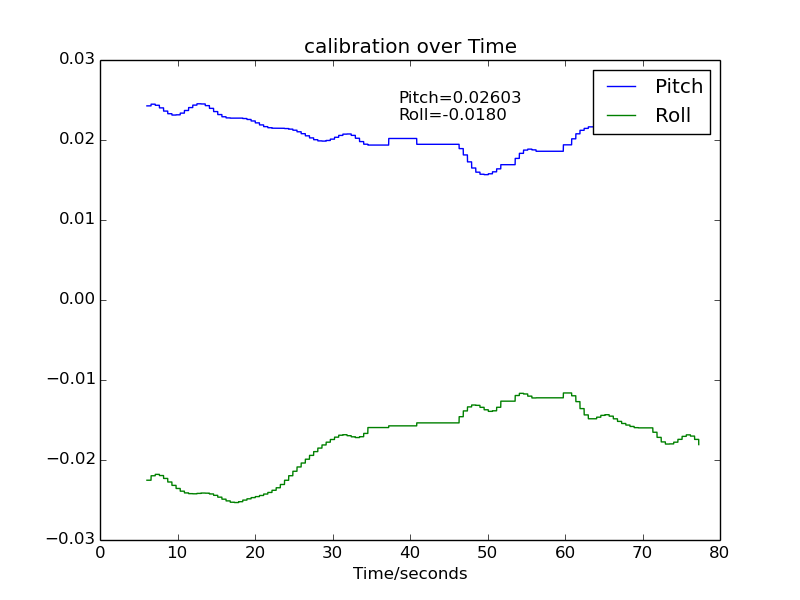 calibration over Time
0.03
0.02
0.01
0.00
−0.01
−0.02
−0.03
Pitch=0.02603
Roll=-0.0180
Pitch
Roll
0 10 20 30 40 50 60 70 80
Time/seconds